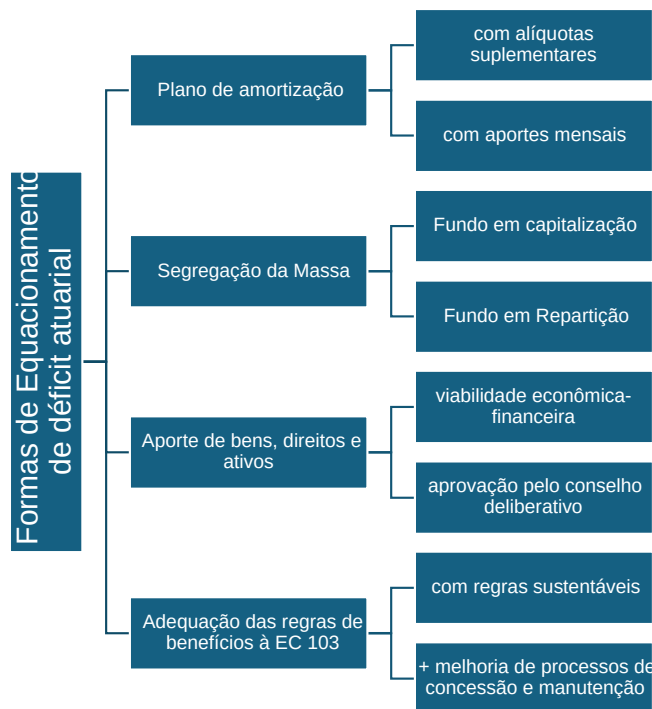 Formas de Equacionamento
de déficit atuarial
Plano de amortização
com alíquotas
suplementares
com aportes mensais
Segregação da Massa
Fundo em capitalização
Fundo em Repartição
Aporte de bens, direitos e
ativos
viabilidade econômica-
financeira
aprovação pelo conselho
deliberativo
Adequação das regras de
benefícios à EC 103
com regras sustentáveis
+ melhoria de processos de
concessão e manutenção